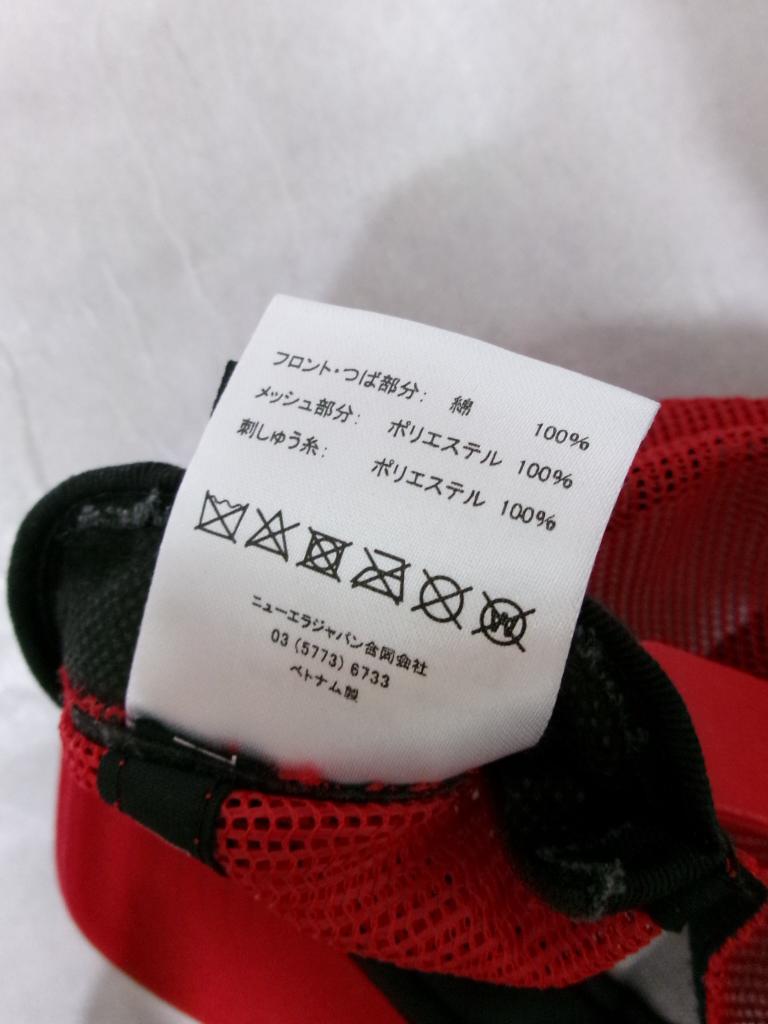 フロント・つば部分: 綿 100%
メッシュ部分: ポリエステル 100%
刺しゅう糸: ポリエステル 100%
ニューエラジャパン合同会社
03 (5773) 6733
ベトナム製